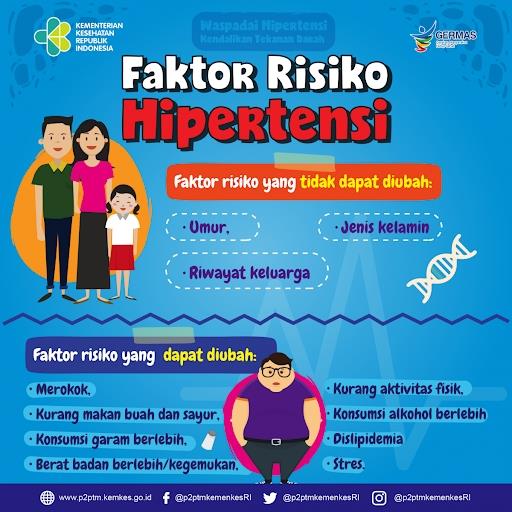 KEMENTERIAN
KESEHATAN
REPUBLIK
INDONESIA
Waspadai Hipertensi
Kendalikan Tekanan Darah
GERMAS
Faktor Risiko
Hipertensi
Faktor risiko yang tidak dapat diubah:
• Umur,
• Jenis kelamin
• Riwayat keluarga
Faktor risiko yang dapat diubah:
• Merokok,
• Kurang makan buah dan sayur,
• Konsumsi garam berlebih,
• Berat badan berlebih/kegemukan,
• Kurang aktivitas fisik,
• Konsumsi alkohol berlebih
• Dislipidemia
• Stres.
www.p2ptm.kemkes.go.id
@p2ptmkemenkesRI
@p2ptmkemenkesRI
@p2ptmkemenkesRI